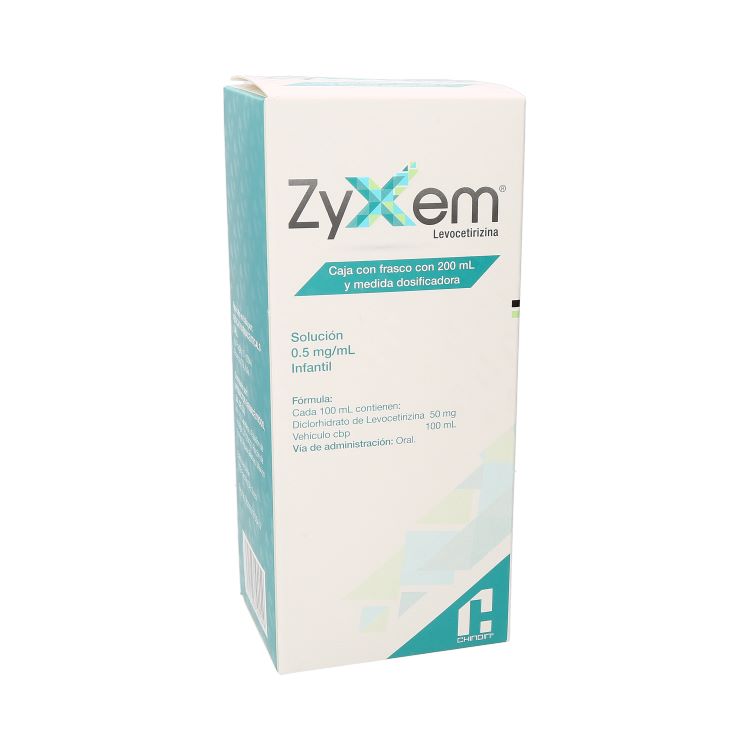 ZyXem®
Levocetirizina
Caja con frasco con 200 mL
y medida dosificadora
Solución
0.5 mg/mL
Infantil
Fórmula:
Cada 100 mL contienen:
Diclorhidrato de Levocetirizina 50 mg
Vehículo cbp 100 mL
Vía de administración: Oral.
CHINOIN®